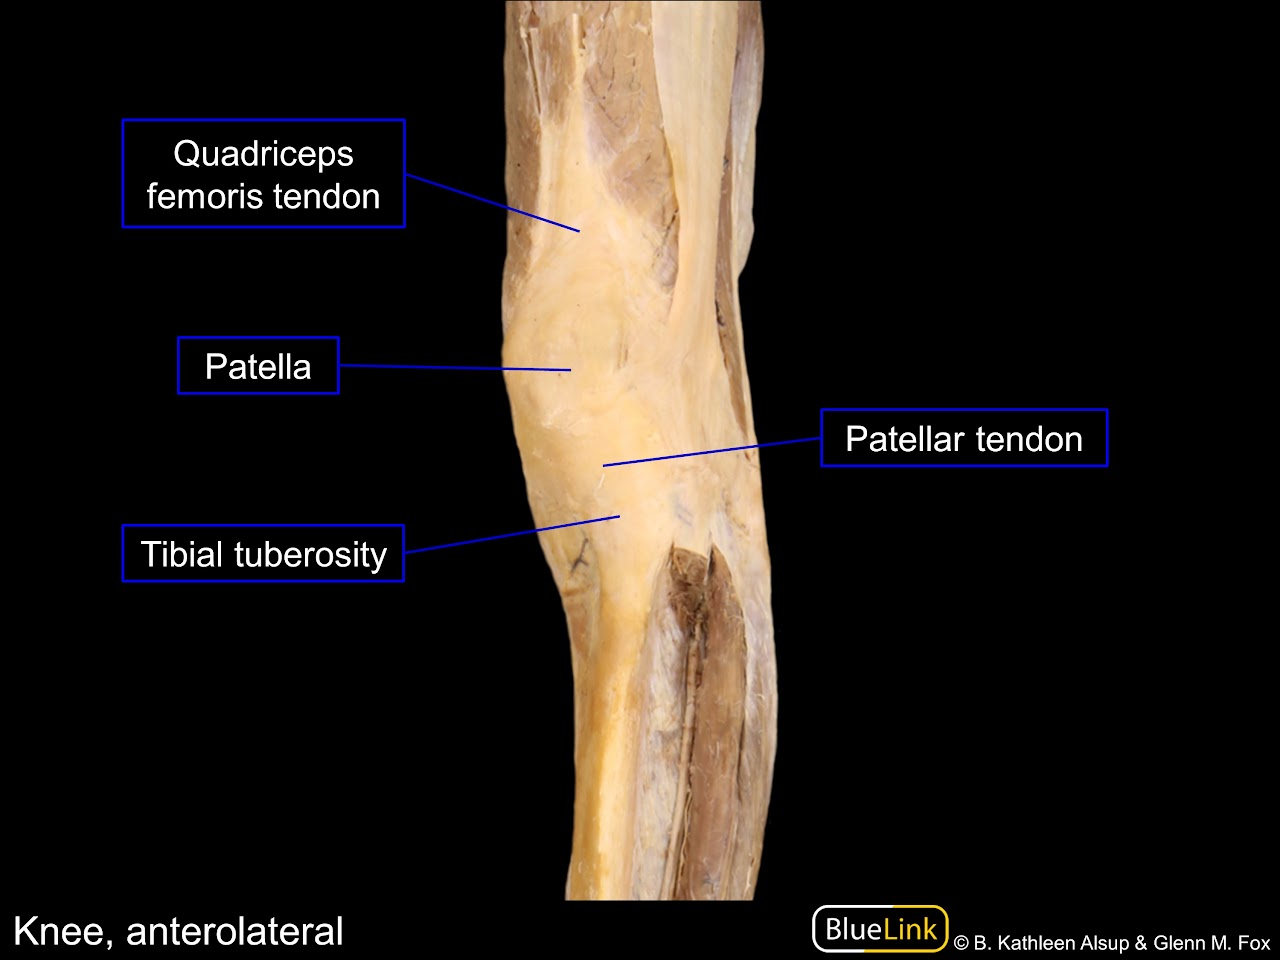 Quadriceps
femoris tendon
Patella
Patellar tendon
Tibial tuberosity
Knee, anterolateral
BlueLink
© B. Kathleen Alsup & Glenn M. Fox